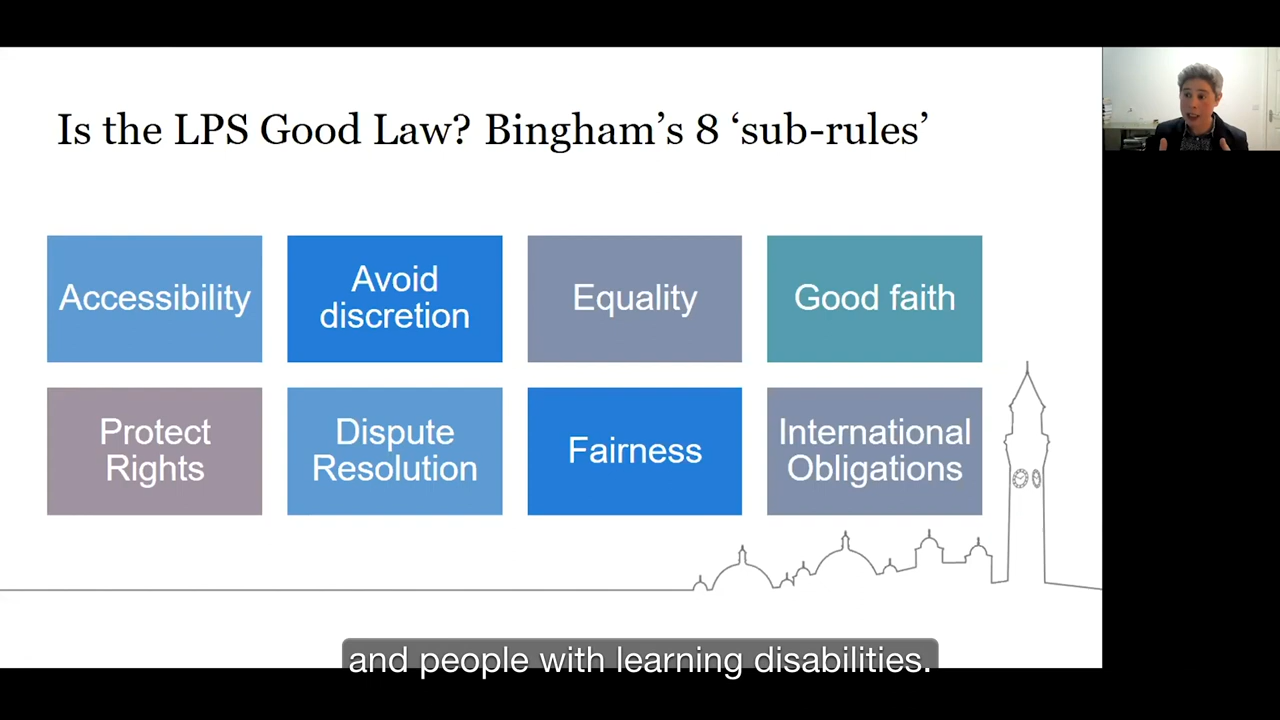 Is the LPS Good Law? Bingham’s 8 ‘sub-rules’
Accessibility
Avoid
discretion
Equality
Good faith
Protect
Rights
Dispute
Resolution
Fairness
International
Obligations
and people with learning disabilities.